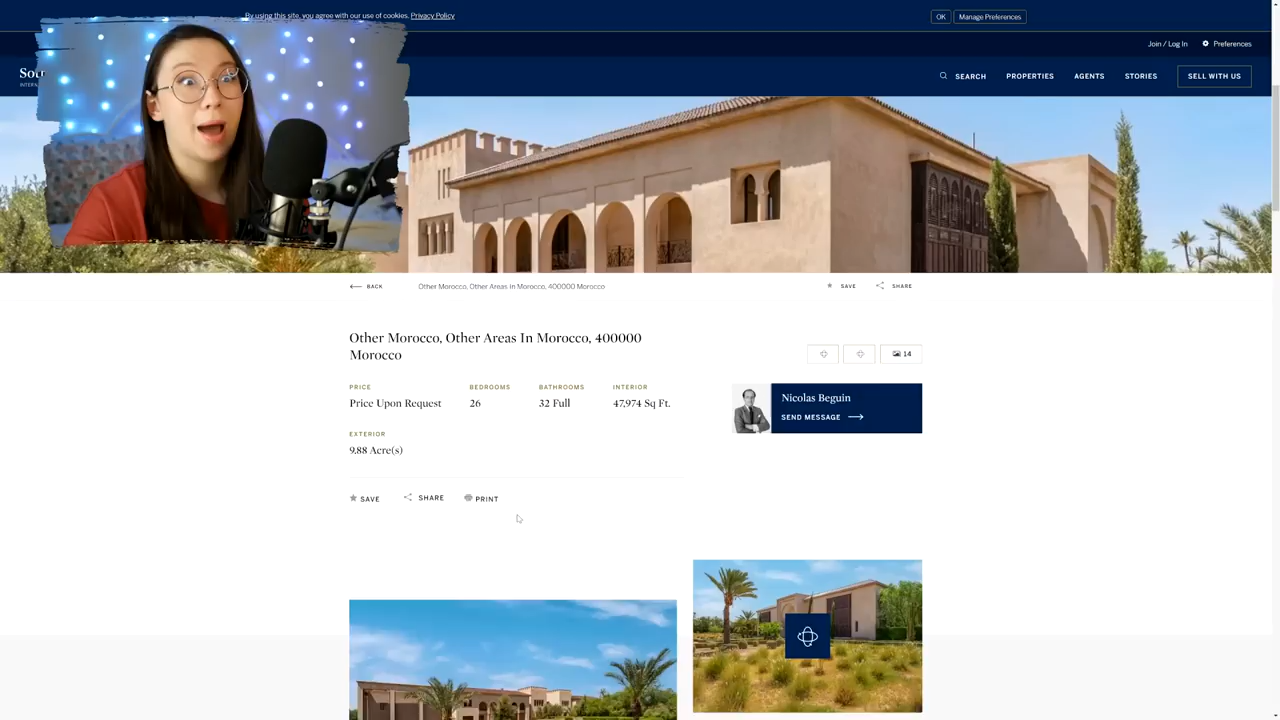 By using this site, you agree with our use of cookies. Privacy Policy
OK
Manage Preferences
Join / Log In
Preferences
SEARCH
PROPERTIES
AGENTS
STORIES
SELL WITH US
BACK
Other Morocco, Other Areas in Morocco, 400000 Morocco
SAVE
SHARE
Other Morocco, Other Areas In Morocco, 400000
Morocco
14
PRICE
BEDROOMS
BATHROOMS
INTERIOR
Price Upon Request
26
32 Full
47,974 Sq Ft.
Nicolas Beguin
SEND MESSAGE
EXTERIOR
9.88 Acre(s)
SAVE
SHARE
PRINT